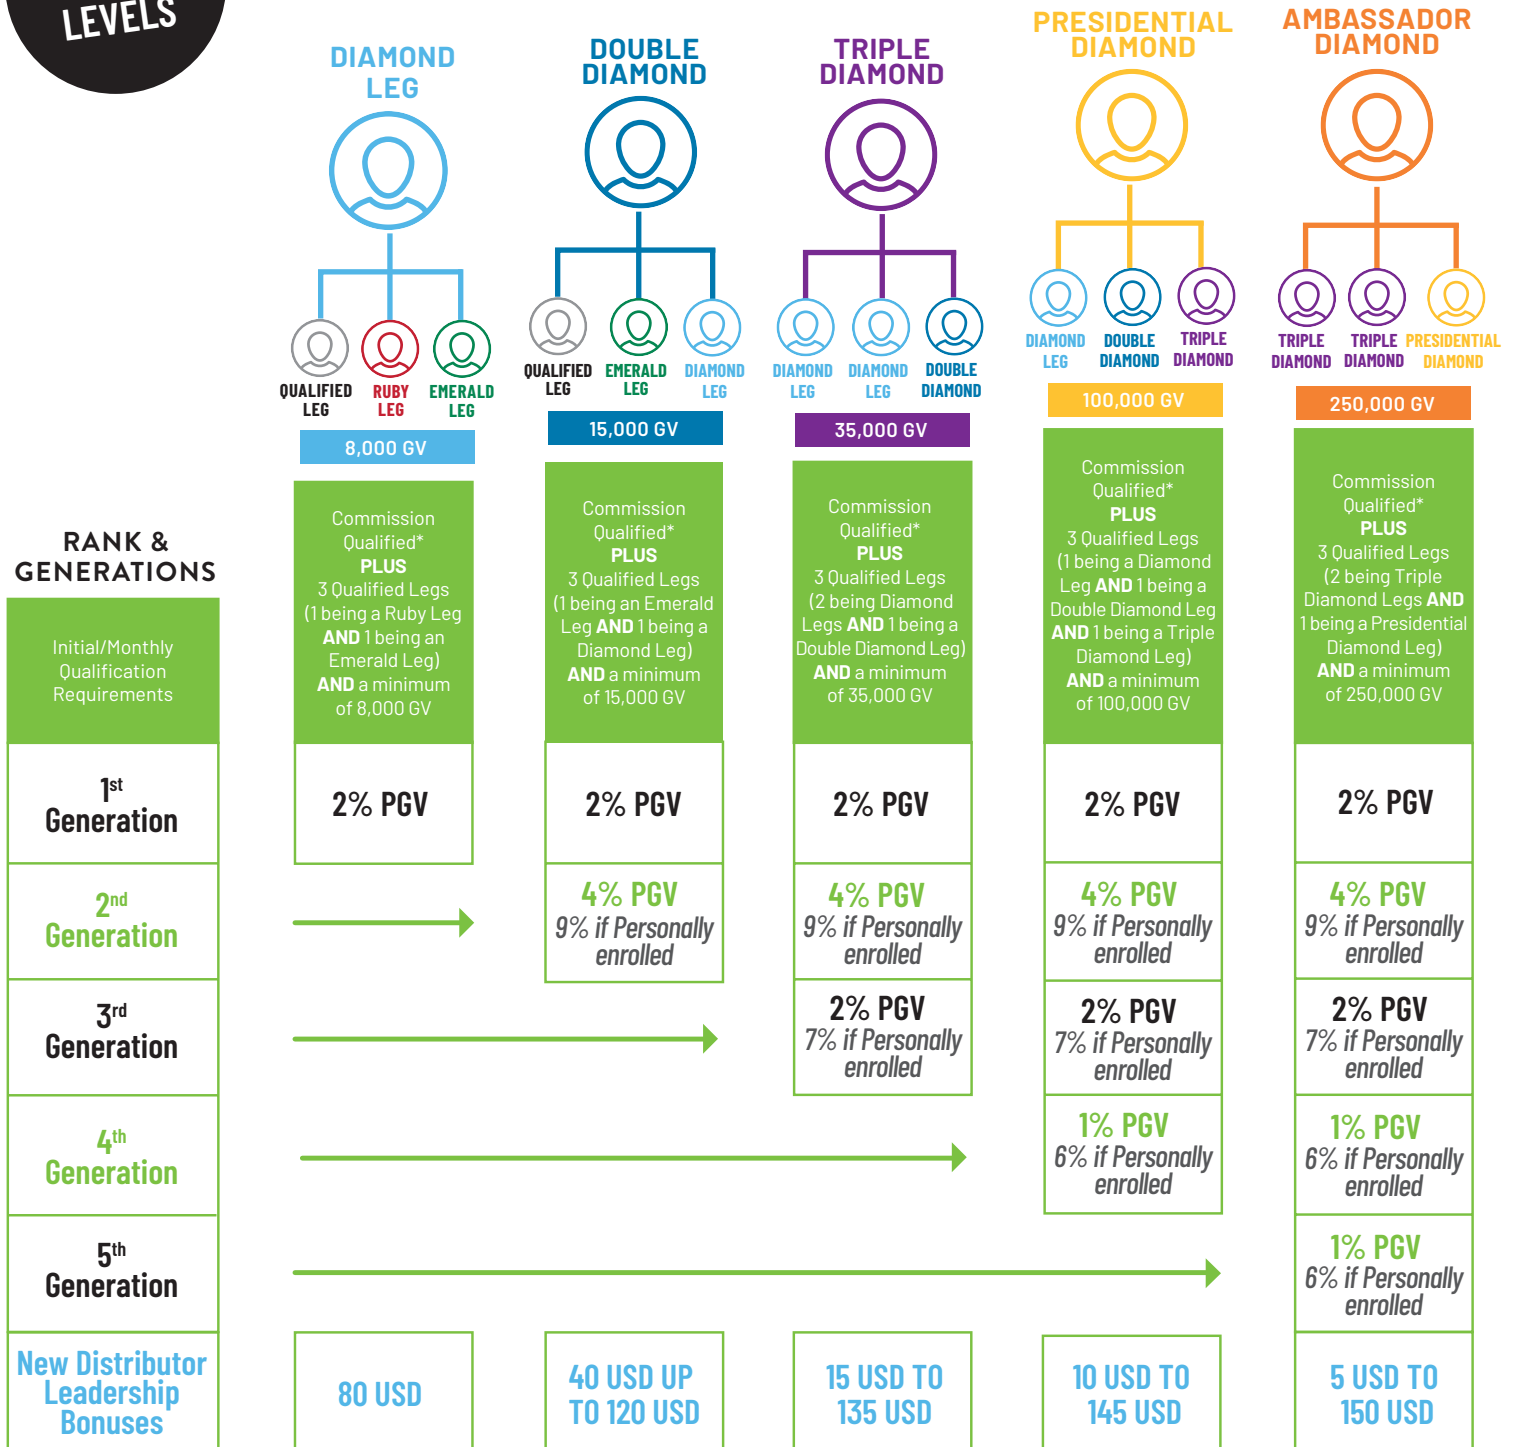 LEVELS
DIAMOND
LEG
DOUBLE
DIAMOND
TRIPLE
DIAMOND
PRESIDENTIAL
DIAMOND
AMBASSADOR
DIAMOND
QUALIFIED
LEG
RUBY
LEG
EMERALD
LEG
QUALIFIED
LEG
EMERALD
LEG
DIAMOND
LEG
DIAMOND
LEG
DIAMOND
LEG
DOUBLE
DIAMOND
DIAMOND
LEG
DOUBLE
DIAMOND
TRIPLE
DIAMOND
TRIPLE
DIAMOND
TRIPLE
DIAMOND
PRESIDENTIAL
DIAMOND
8,000 GV
15,000 GV
35,000 GV
100,000 GV
250,000 GV
RANK &
GENERATIONS
Initial/Monthly
Qualification
Requirements
Commission
Qualified*
PLUS
3 Qualified Legs
(1 being a Ruby Leg
AND 1 being an
Emerald Leg)
AND a minimum
of 8,000 GV
Commission
Qualified*
PLUS
3 Qualified Legs
(1 being an Emerald
Leg AND 1 being a
Diamond Leg)
AND a minimum
of 15,000 GV
Commission
Qualified*
PLUS
3 Qualified Legs
(2 being Diamond
Legs AND 1 being a
Double Diamond Leg)
AND a minimum
of 35,000 GV
Commission
Qualified*
PLUS
3 Qualified Legs
(1 being a Diamond
Leg AND 1 being a
Double Diamond Leg
AND 1 being a Triple
Diamond Leg)
AND a minimum
of 100,000 GV
Commission
Qualified*
PLUS
3 Qualified Legs
(2 being Triple
Diamond Legs AND
1 being a Presidential
Diamond Leg)
AND a minimum
of 250,000 GV
1st
Generation
2% PGV
2% PGV
2% PGV
2% PGV
2% PGV
2nd
Generation
4% PGV
9% if Personally
enrolled
4% PGV
9% if Personally
enrolled
4% PGV
9% if Personally
enrolled
4% PGV
9% if Personally
enrolled
3rd
Generation
2% PGV
7% if Personally
enrolled
2% PGV
7% if Personally
enrolled
2% PGV
7% if Personally
enrolled
4th
Generation
1% PGV
6% if Personally
enrolled
1% PGV
6% if Personally
enrolled
5th
Generation
1% PGV
6% if Personally
enrolled
New Distributor
Leadership
Bonuses
80 USD
40 USD UP
TO 120 USD
15 USD TO
135 USD
10 USD TO
145 USD
5 USD TO
150 USD